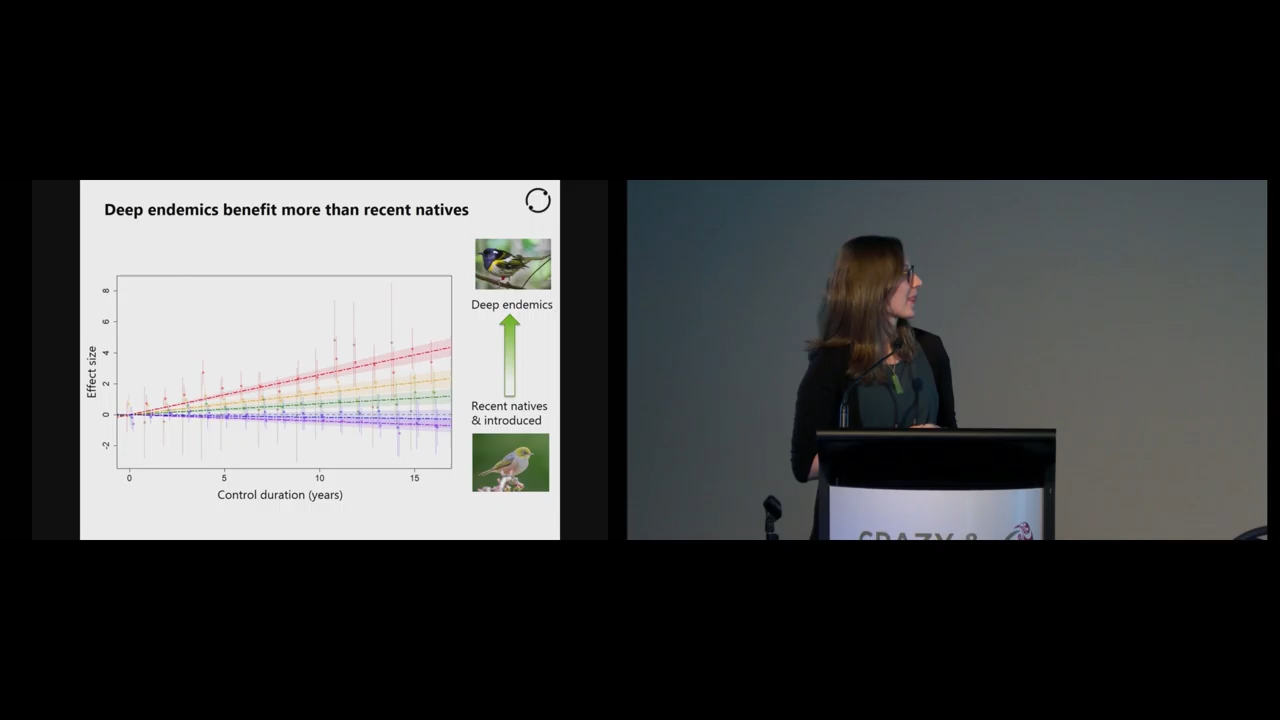 Deep endemics benefit more than recent natives
Deep endemics
Recent natives
& introduced
Effect size
8
6
4
2
0
-2
0
5
10
15
Control duration (years)
CRAZY &